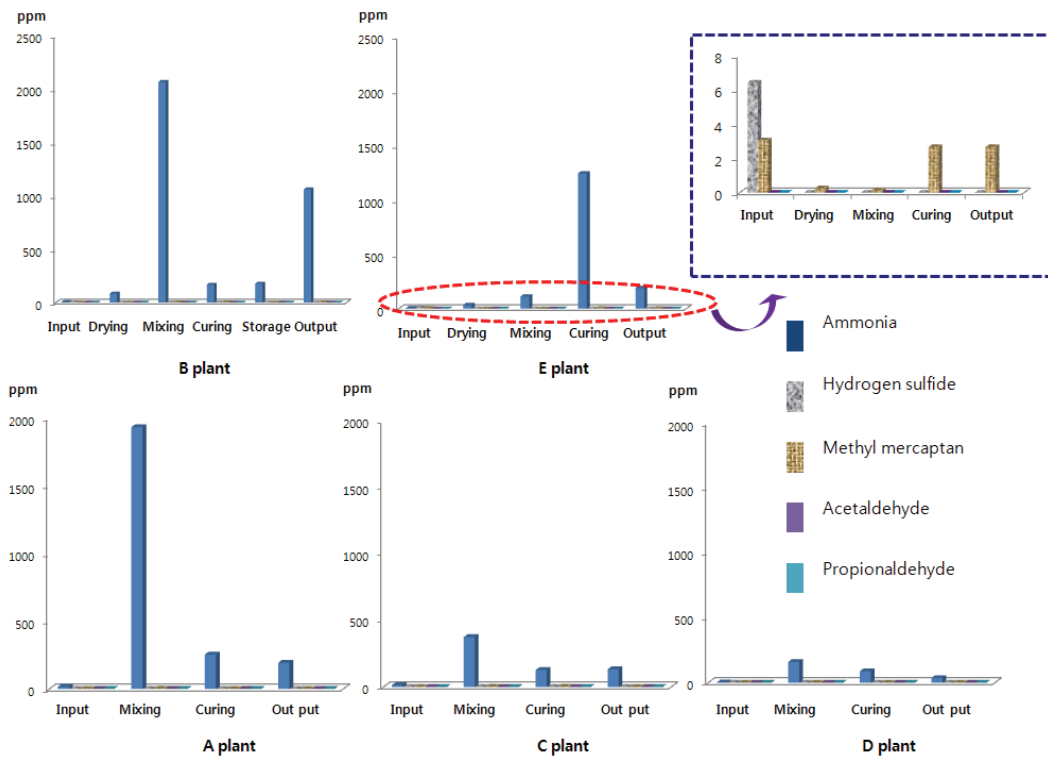 ppm
2500
2000
1500
1000
500
0
Input Drying Mixing Curing Storage Output
B plant
ppm
2500
2000
1500
1000
500
0
Input Drying Mixing Curing Output
E plant
8
6
4
2
0
Input Drying Mixing Curing Output
Ammonia
Hydrogen sulfide
Methyl mercaptan
Acetaldehyde
Propionaldehyde
ppm
2000
1500
1000
500
0
Input Mixing Curing Out put
A plant
ppm
2000
1500
1000
500
0
Input Mixing Curing Out put
C plant
ppm
2000
1500
1000
500
0
Input Mixing Curing Out put
D plant